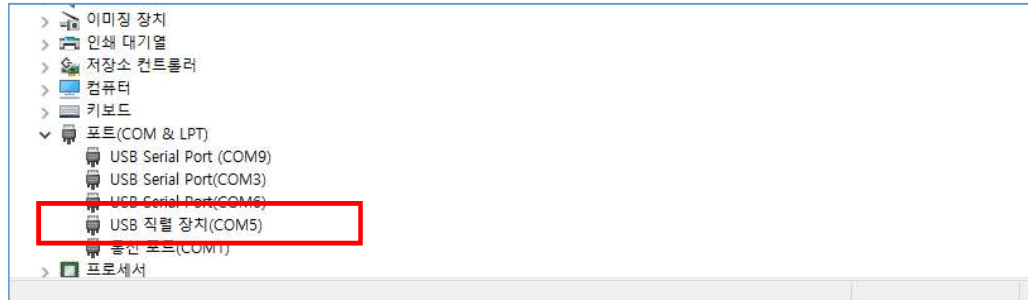 이미징 장치
인쇄 대기열
저장소 컨트롤러
컴퓨터
키보드
포트(COM & LPT)
USB Serial Port (COM9)
USB Serial Port(COM3)
USB Serial Port(COM6)
USB 직렬 장치(COM5)
통신 포트(COM1)
프로세서